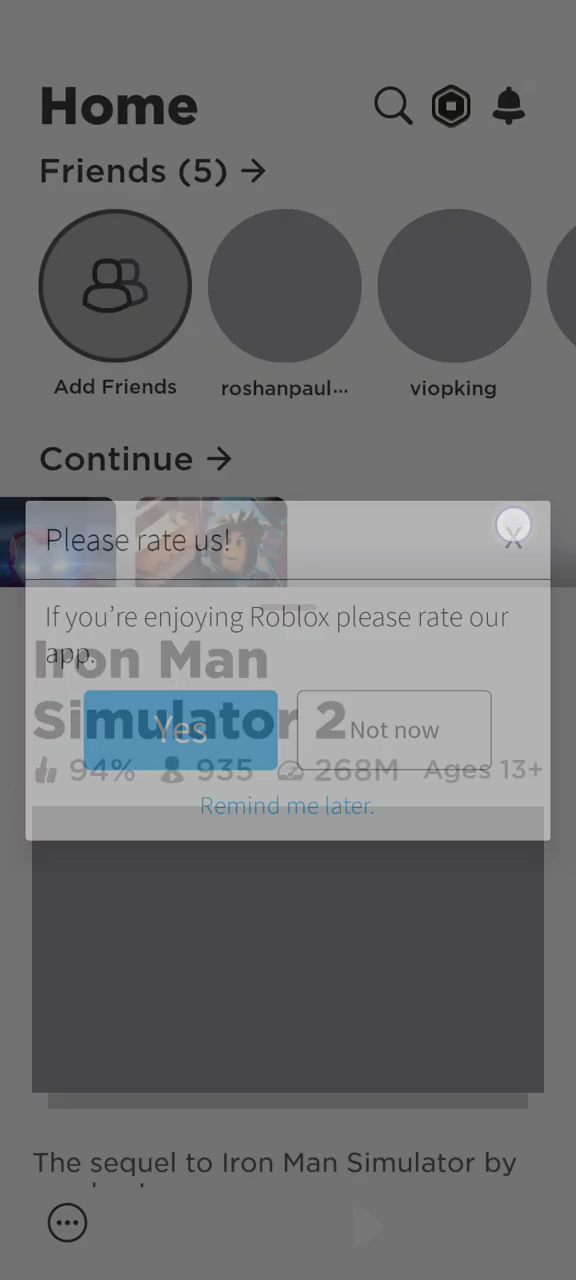 Home
Friends (5)
Add Friends
roshanpaul...
viopking
Continue
Please rate us!
X
If you’re enjoying Roblox please rate our
app.
Iron Man
Simulator 2
Yes
Not now
94% 935 268M Ages 13+
Remind me later.
The sequel to Iron Man Simulator by